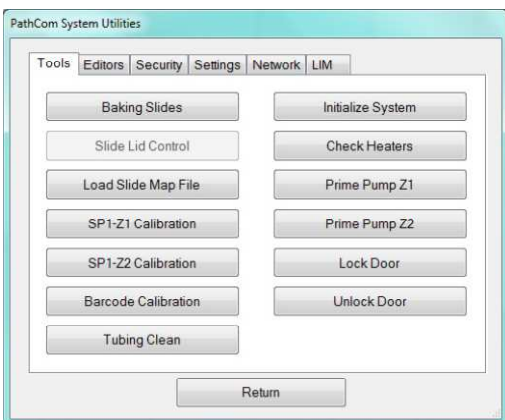 PathCom System Utilities
Tools Editors Security Settings Network LIM
Baking Slides Initialize System
Slide Lid Control Check Heaters
Load Slide Map File Prime Pump Z1
SP1-Z1 Calibration Prime Pump Z2
SP1-Z2 Calibration Lock Door
Barcode Calibration Unlock Door
Tubing Clean
Return